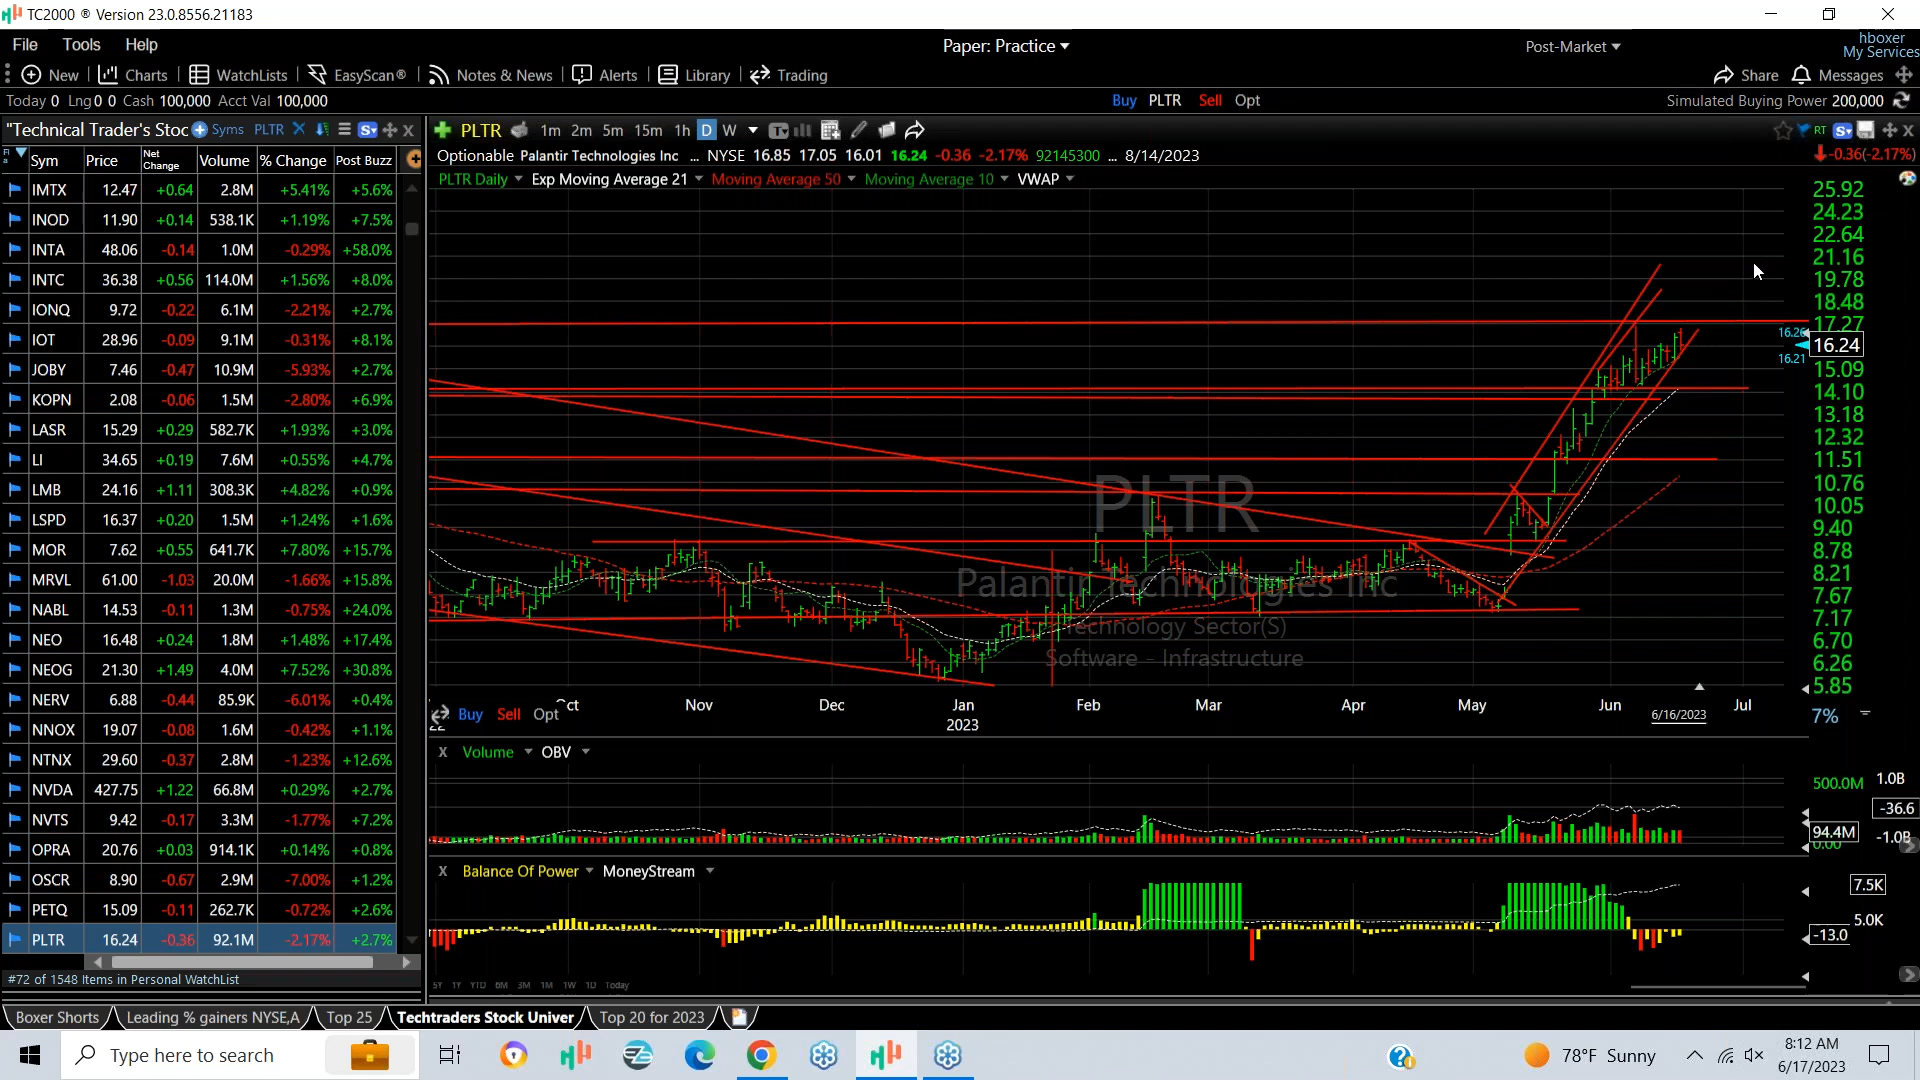 TC2000 ® Version 23.0.8556.21183
File Tools Help
Paper: Practice
Post-Market
hboxer
My Services
New Charts WatchLists EasyScan® Notes & News Alerts Library Trading
Share Messages
Today 0 Lng 0 0 Cash 100,000 Acct Val 100,000
Buy PLTR Sell Opt
Simulated Buying Power 200,000
"Technical Trader's Stoc Syms PLTR
PLTR 1m 2m 5m 15m 1h D W
RT
Optionable Palantir Technologies Inc ... NYSE 16.85 17.05 16.01 16.24 -0.36 -2.17% 92145300 ... 8/14/2023
-0.36(-2.17%)
PLTR Daily Exp Moving Average 21 Moving Average 50 Moving Average 10 VWAP
Sym Price Net Change Volume % Change Post Buzz
IMTX 12.47 +0.64 2.8M +5.41% +5.6%
INOD 11.90 +0.14 538.1K +1.19% +7.5%
INTA 48.06 -0.14 1.0M -0.29% +58.0%
INTC 36.38 +0.56 114.0M +1.56% +8.0%
IONQ 9.72 -0.22 6.1M -2.21% +2.7%
IOT 28.96 -0.09 9.1M -0.31% +8.1%
JOBY 7.46 -0.47 10.9M -5.93% +2.7%
KOPN 2.08 -0.06 1.5M -2.80% +6.9%
LASR 15.29 +0.29 582.7K +1.93% +3.0%
LI 34.65 +0.19 7.6M +0.55% +4.7%
LMB 24.16 +1.11 308.3K +4.82% +0.9%
LSPD 16.37 +0.20 1.5M +1.24% +1.6%
MOR 7.62 +0.55 641.7K +7.80% +15.7%
MRVL 61.00 -1.03 20.0M -1.66% +15.8%
NABL 14.53 -0.11 1.3M -0.75% +24.0%
NEO 16.48 +0.24 1.8M +1.48% +17.4%
NEOG 21.30 +1.49 4.0M +7.52% +30.8%
NERV 6.88 -0.44 85.9K -6.01% +0.4%
NNOX 19.07 -0.08 1.6M -0.42% +1.1%
NTNX 29.60 -0.37 2.8M -1.23% +12.6%
NVDA 427.75 +1.22 66.8M +0.29% +2.7%
NVTS 9.42 -0.17 3.3M -1.77% +7.2%
OPRA 20.76 +0.03 914.1K +0.14% +0.8%
OSCR 8.90 -0.67 2.9M -7.00% +1.2%
PETQ 15.09 -0.11 262.7K -0.72% +2.6%
PLTR 16.24 -0.36 92.1M -2.17% +2.7%
#72 of 1548 Items in Personal WatchList
25.92
24.23
22.64
21.16
19.78
18.48
17.27
16.26
16.24
16.21
15.09
14.10
13.18
12.32
11.51
10.76
10.05
9.40
8.78
8.21
7.67
7.17
6.70
6.26
5.85
7%
PLTR
Palantir Technologies Inc
Technology Sector(S)
Software - Infrastructure
Buy Sell Opt
Nov Dec Jan Feb Mar Apr May Jun Jul
2023
6/16/2023
X Volume OBV
500.0M 1.0B
-36.6
94.4M -1.0B
0.00
X Balance Of Power MoneyStream
7.5K
5.0K
-13.0
5Y 1Y YTD 6M 3M 1M 1W 1D Today
Boxer Shorts Leading % gainers NYSE,A Top 25 Techtraders Stock Univer Top 20 for 2023
Type here to search
78°F Sunny
8:12 AM
6/17/2023